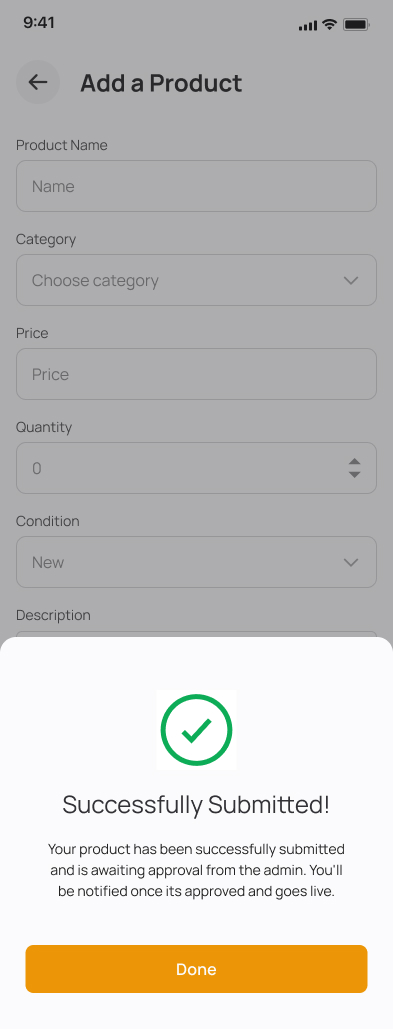 9:41
Add a Product
Product Name
Name
Category
Choose category
Price
Price
Quantity
0
Condition
New
Description
Successfully Submitted!
Your product has been successfully submitted
and is awaiting approval from the admin. You'll
be notified once its approved and goes live.
Done